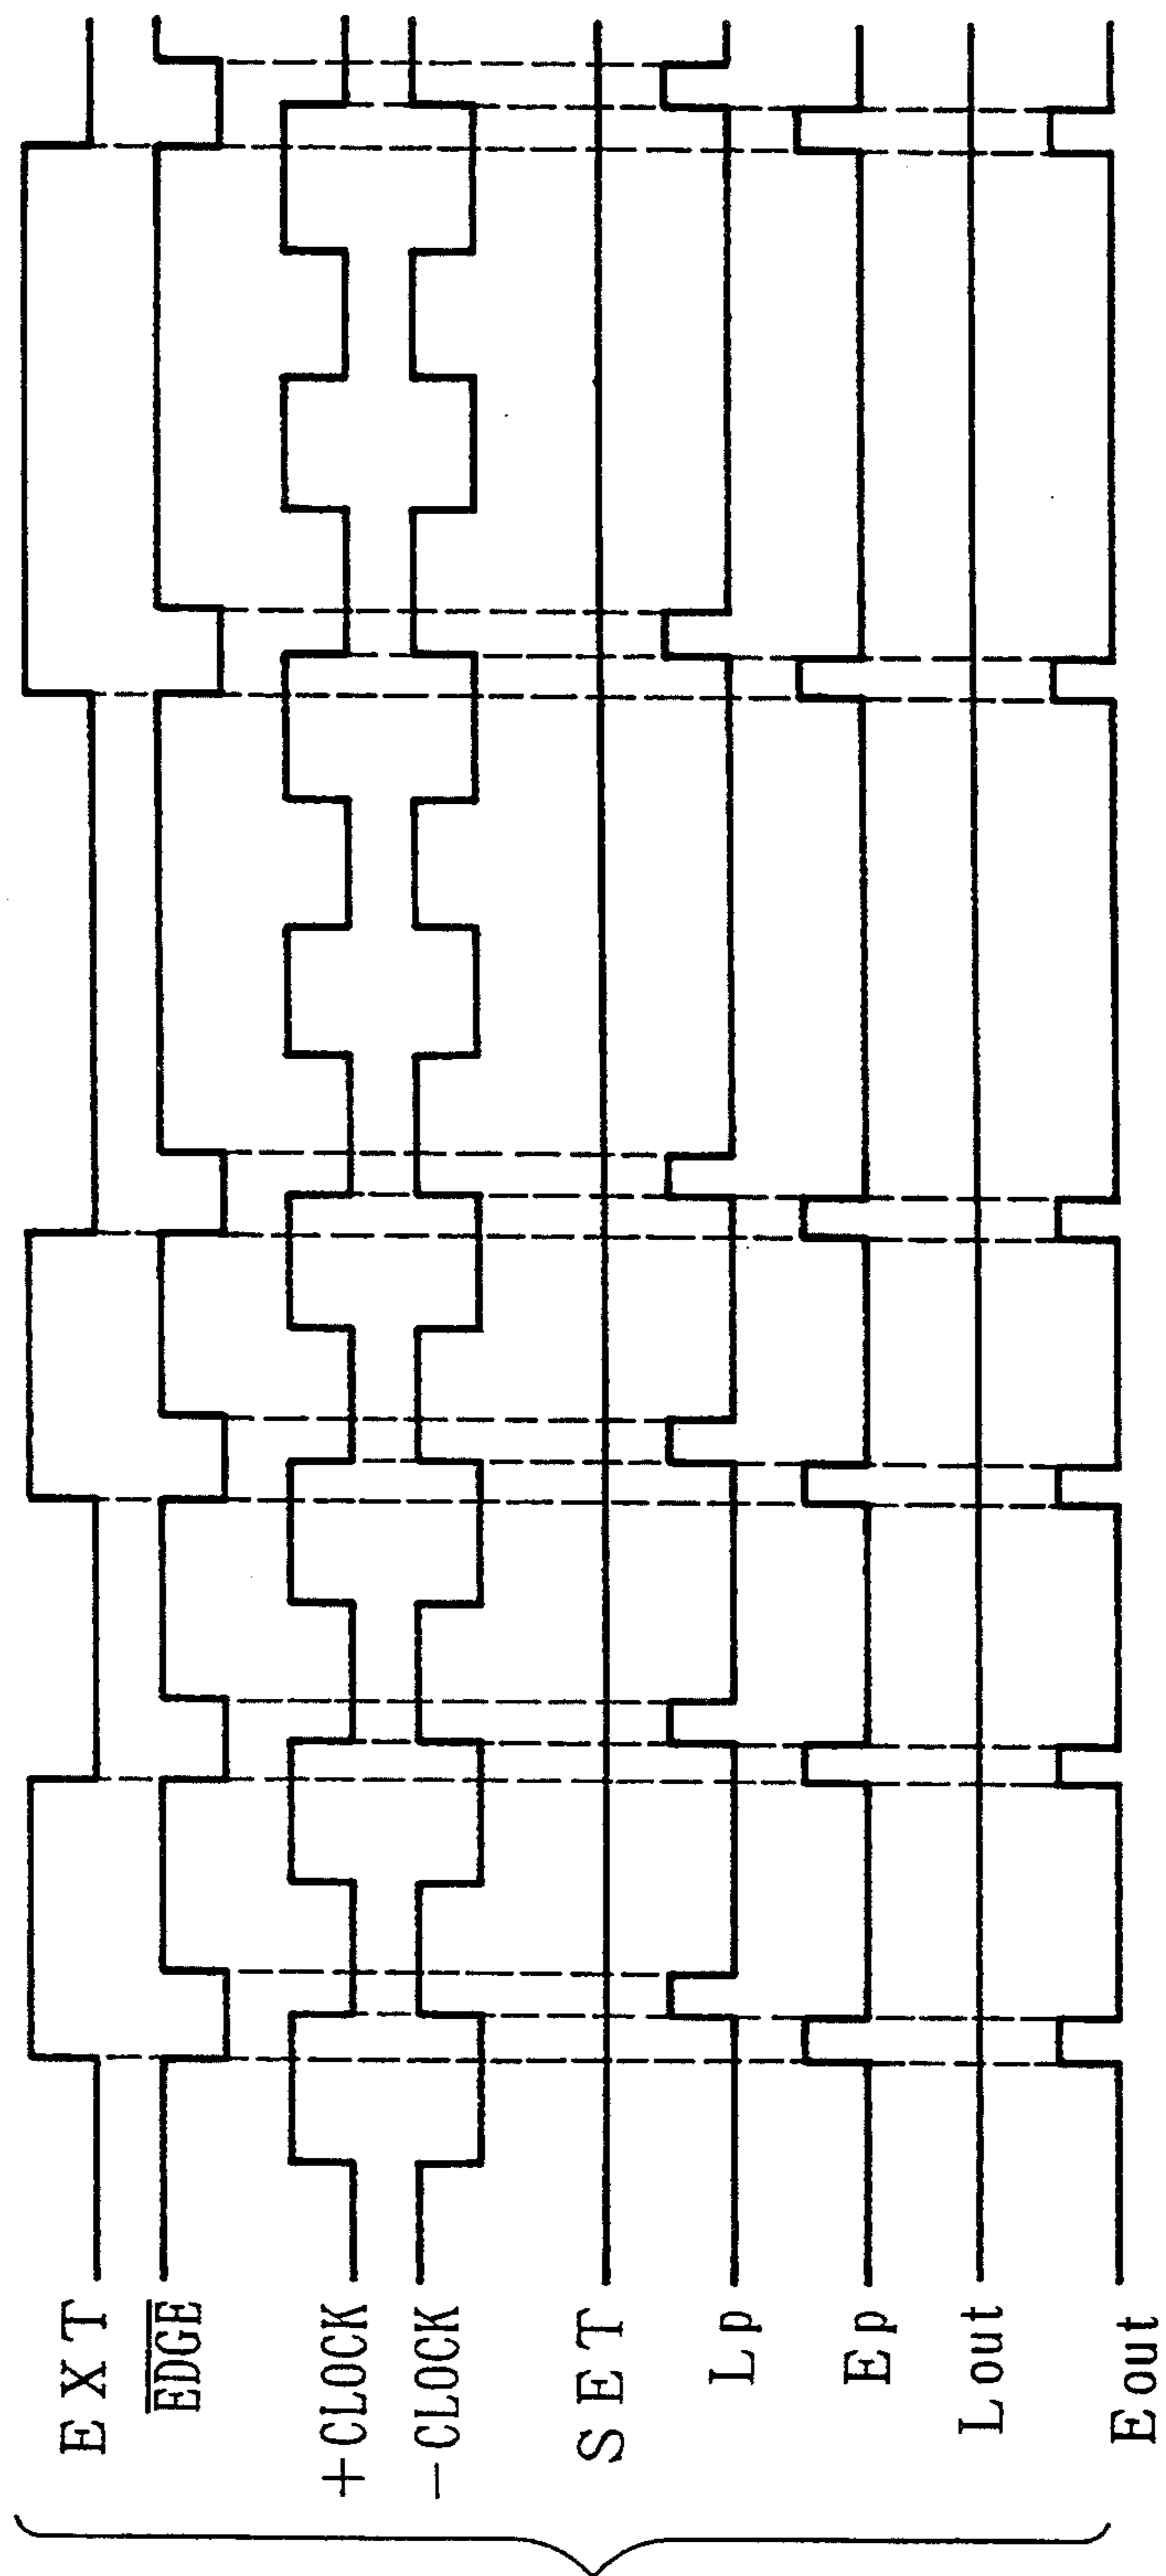 EXT
EDGE
+CLOCK
-CLOCK
SET
Lp
Ep
Lout
Eout